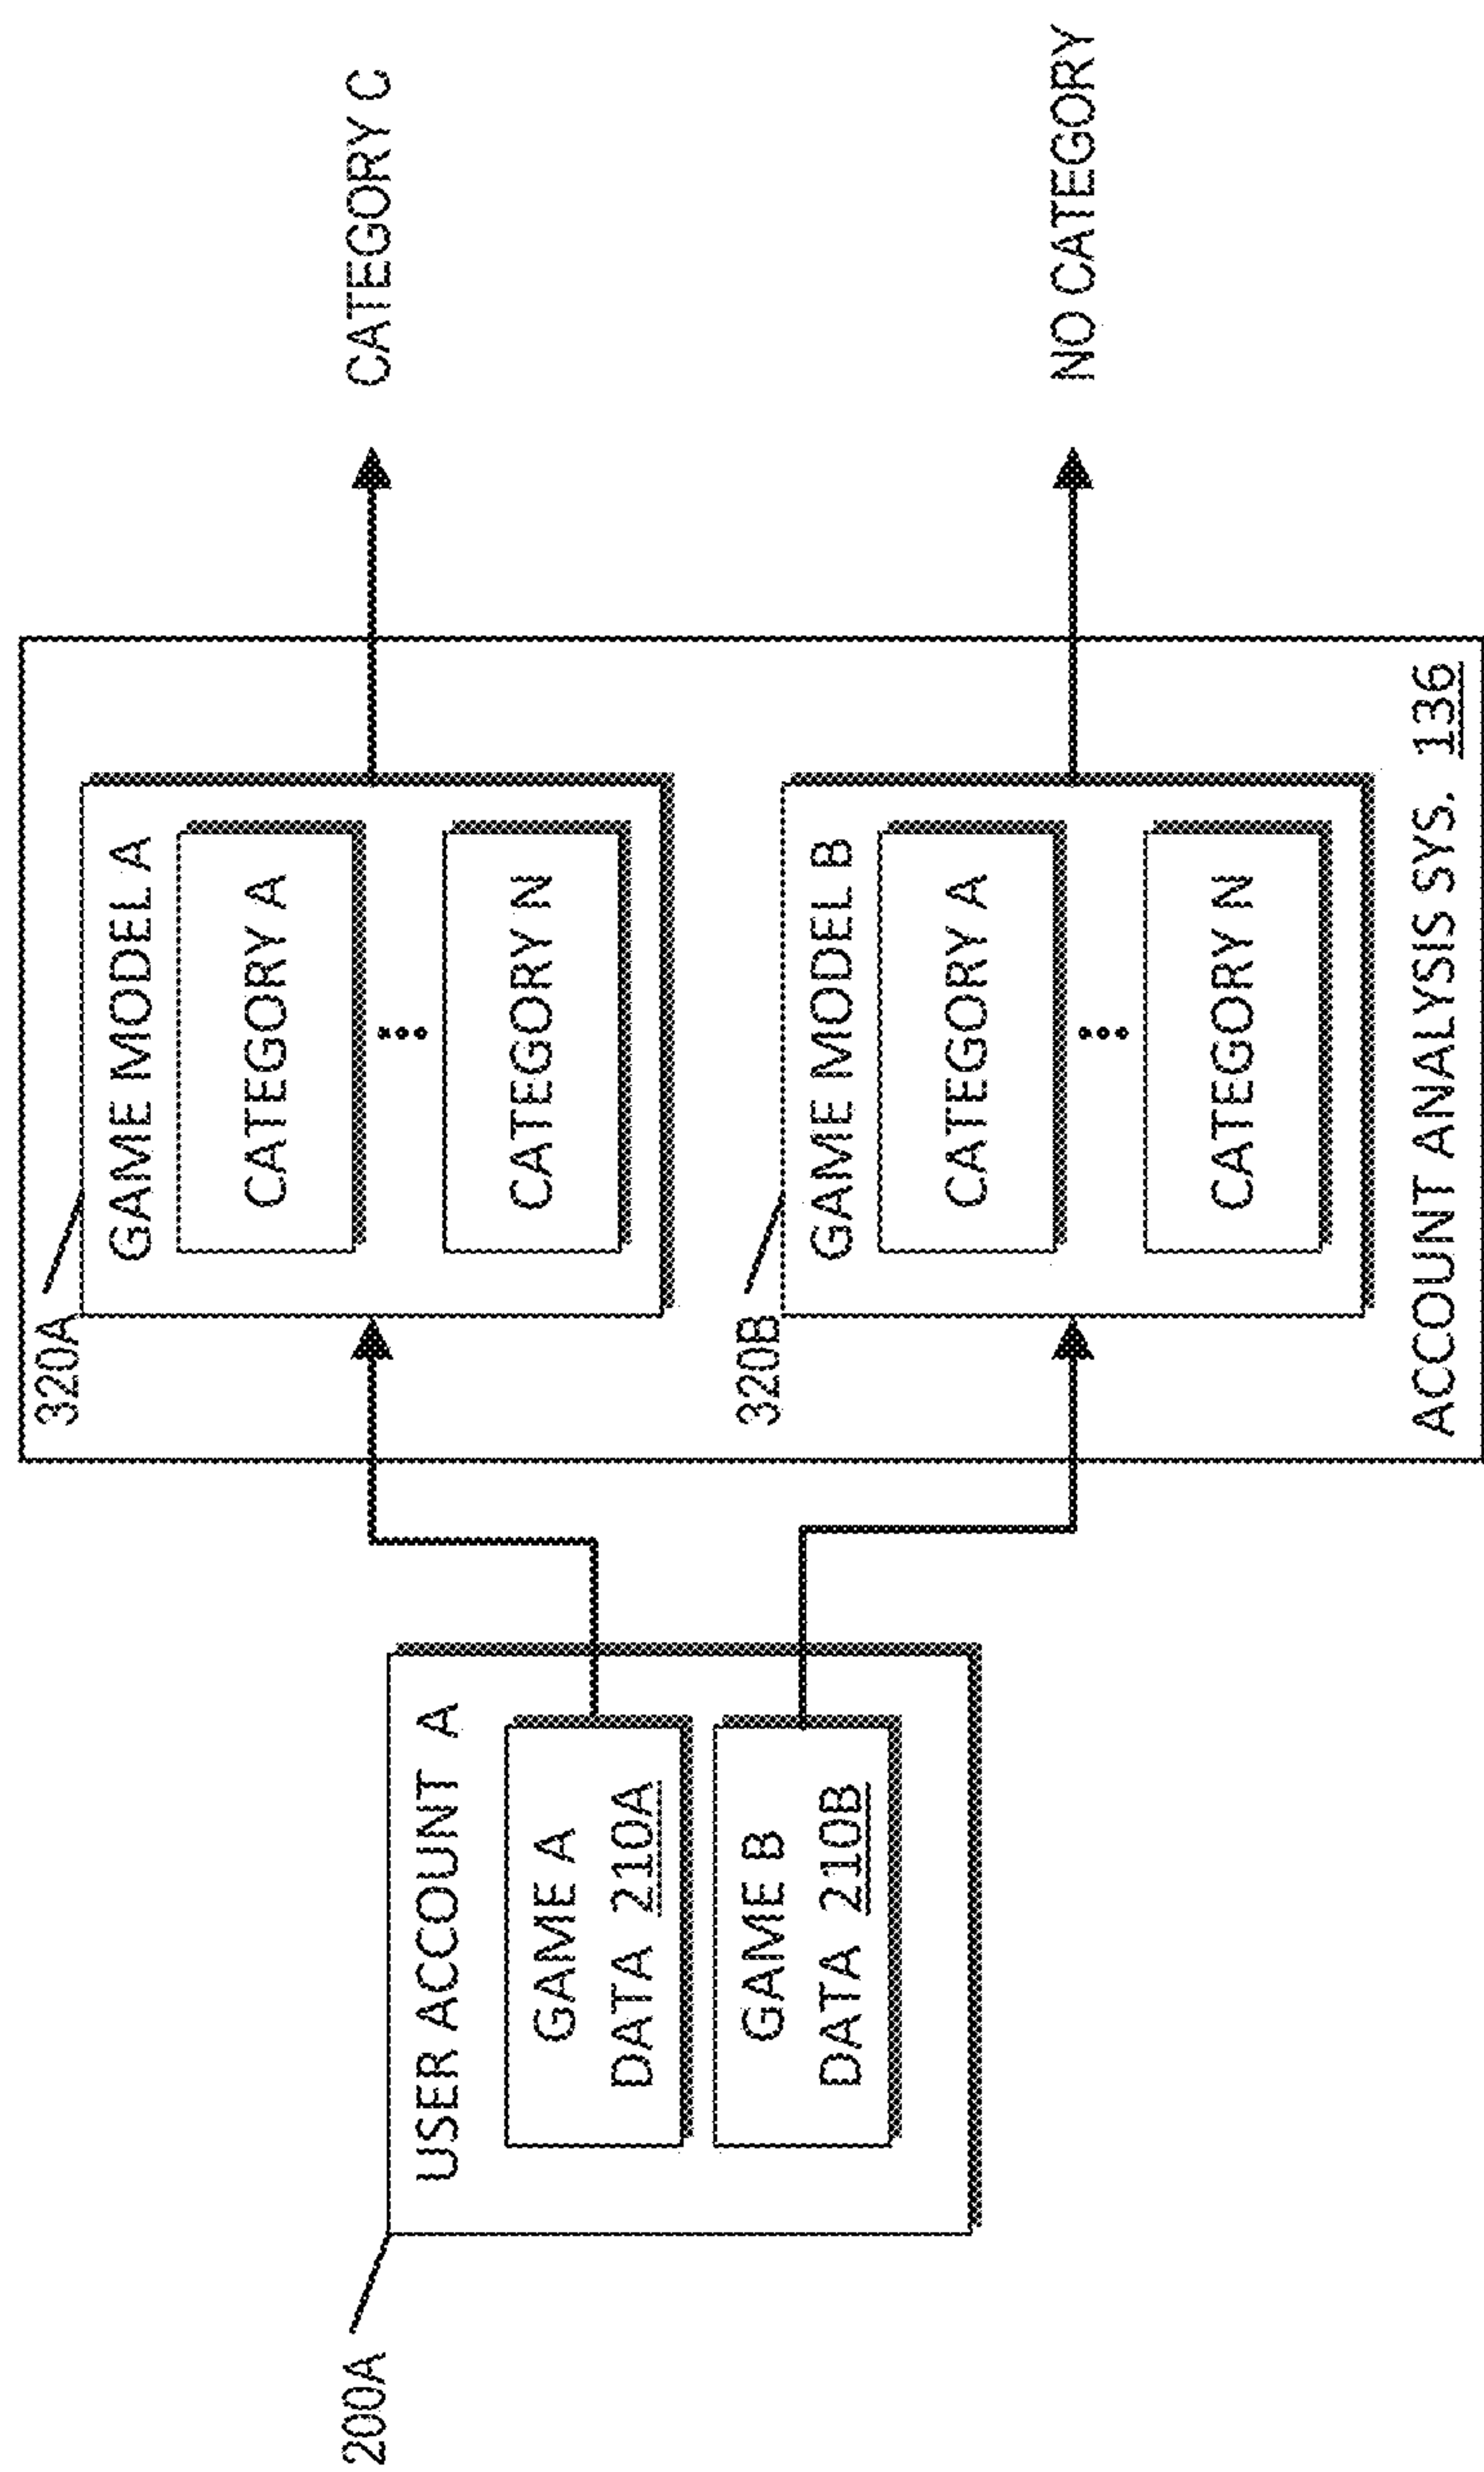 200A
USER ACCOUNT A
GAME A
DATA 210A
GAME B
DATA 210B
320A
GAME MODEL A
CATEGORY A
CATEGORY N
320B
GAME MODEL B
CATEGORY A
CATEGORY N
ACCOUNT ANALYSIS SYS. 136
CATEGORY C
NO CATEGORY